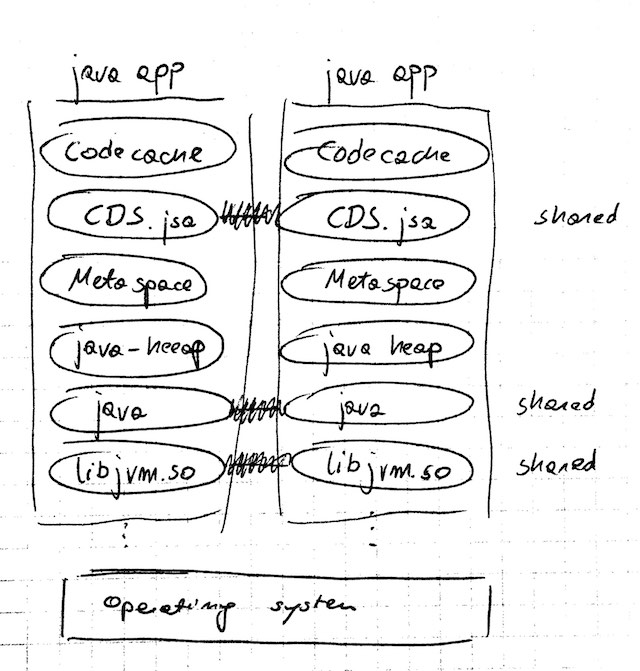 java app java app
Codecache Codecache
CDS.jsa CDS.jsa shared
Metaspace Metaspace
java-heeap java heap
java java shared
libjvm.so libjvm.so shared
Operating system